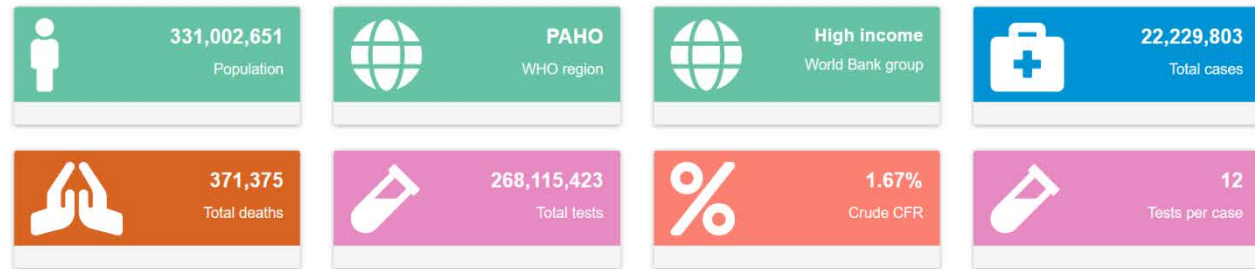 331,002,651
Population
PAHO
WHO region
High income
World Bank group
22,229,803
Total cases
371,375
Total deaths
268,115,423
Total tests
1.67%
Crude CFR
12
Tests per case